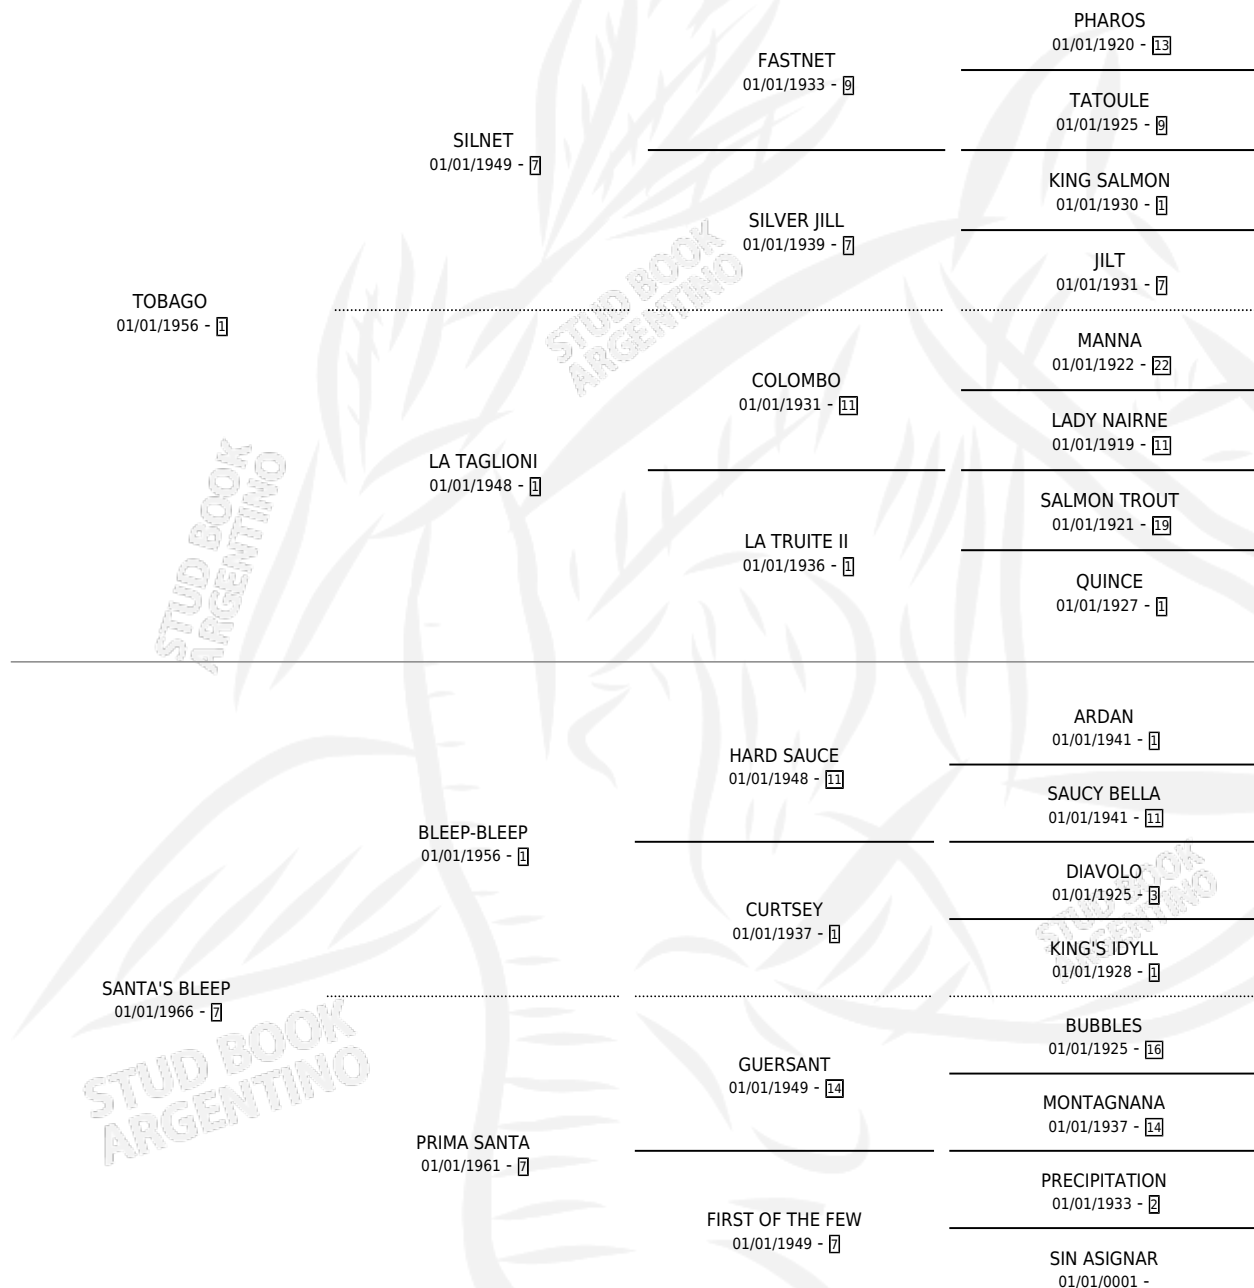 PHAROS
01/01/1920 - 13
FASTNET
01/01/1933 - 9
TATOULE
01/01/1925 - 9
SILNET
01/01/1949 - 7
KING SALMON
01/01/1930 - 1
SILVER JILL
01/01/1939 - 7
JILT
01/01/1931 - 7
TOBAGO
01/01/1956 - 1
MANNA
01/01/1922 - 22
COLOMBO
01/01/1931 - 11
LADY NAIRNE
01/01/1919 - 11
LA TAGLIONI
01/01/1948 - 1
SALMON TROUT
01/01/1921 - 19
LA TRUITE II
01/01/1936 - 1
QUINCE
01/01/1927 - 1
ARDAN
01/01/1941 - 1
HARD SAUCE
01/01/1948 - 11
SAUCY BELLA
01/01/1941 - 11
BLEEP-BLEEP
01/01/1956 - 1
DIAVOLO
01/01/1925 - 3
CURTSEY
01/01/1937 - 1
KING'S IDYLL
01/01/1928 - 1
SANTA'S BLEEP
01/01/1966 - 7
BUBBLES
01/01/1925 - 16
GUERSANT
01/01/1949 - 14
MONTAGNANA
01/01/1937 - 14
PRIMA SANTA
01/01/1961 - 7
PRECIPITATION
01/01/1933 - 2
FIRST OF THE FEW
01/01/1949 - 7
SIN ASIGNAR
01/01/0001 -
STUD BOOK
ARGENTINO
STUD BOOK
ARGENTINO
STUD BOOK
ARGENTINO
STUD BOOK
ARGENTINO